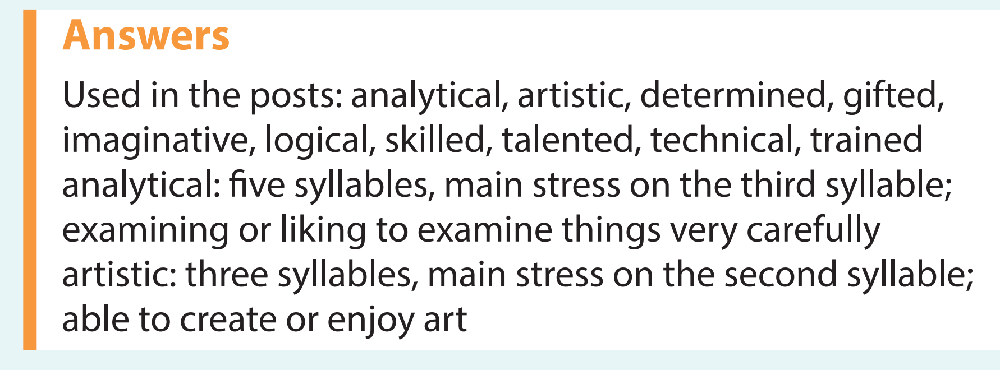 Answers
Used in the posts: analytical, artistic, determined, gifted,
imaginative, logical, skilled, talented, technical, trained
analytical: five syllables, main stress on the third syllable;
examining or liking to examine things very carefully
artistic: three syllables, main stress on the second syllable;
able to create or enjoy art